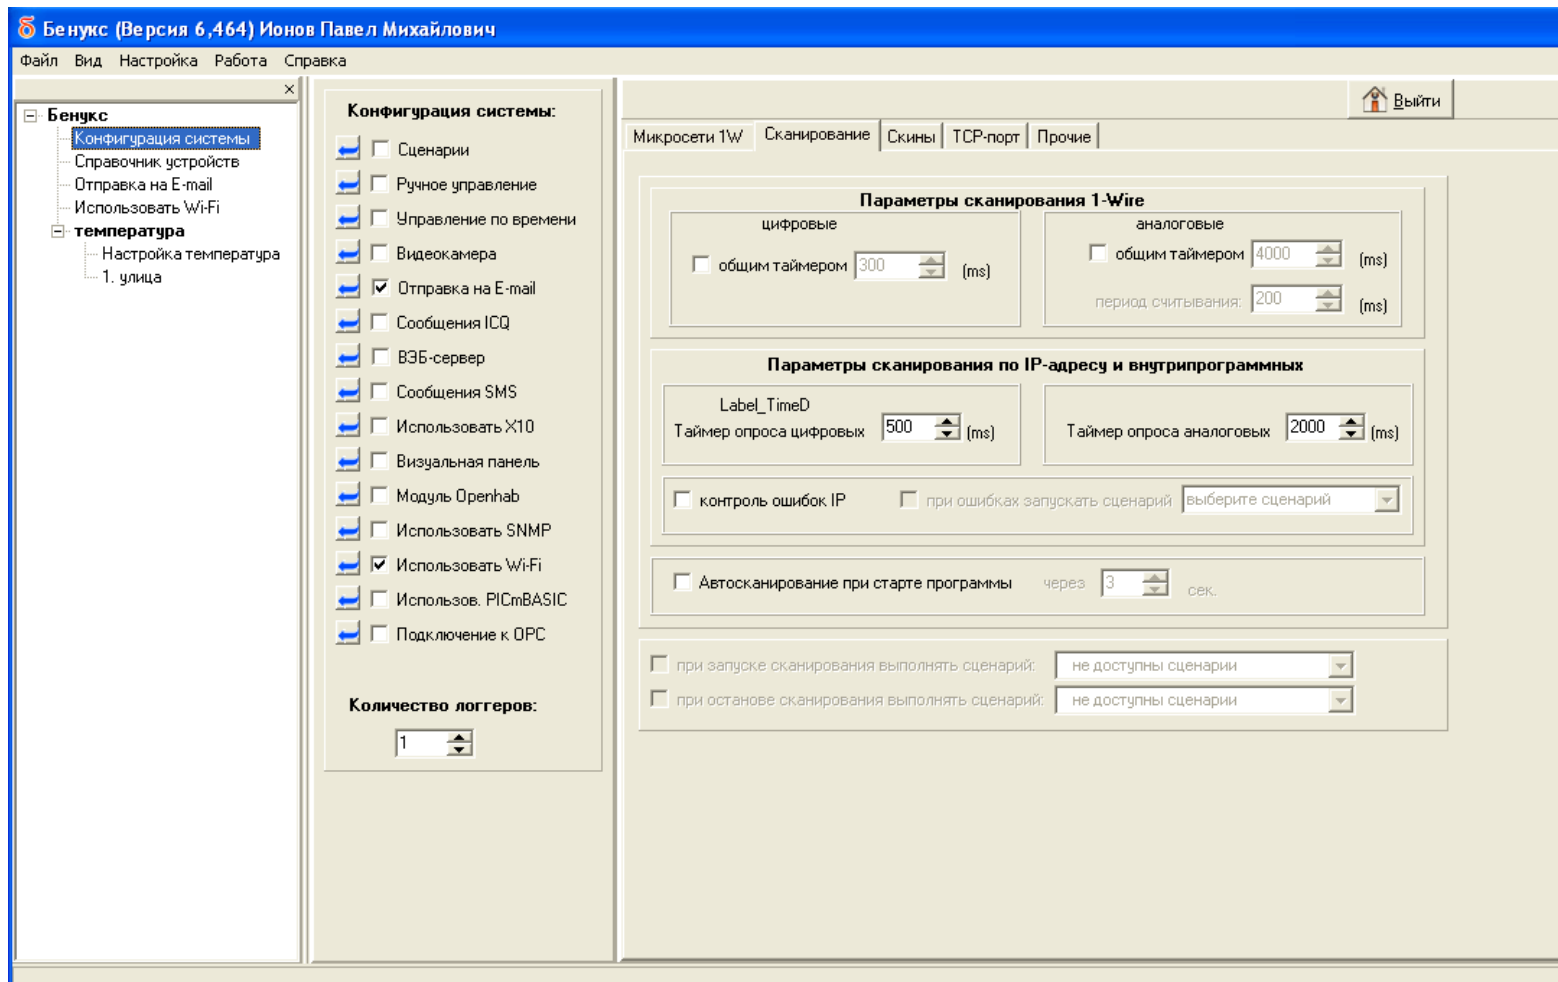 Бенукс (Версия 6,464) Ионов Павел Михайлович
Файл Вид Настройка Работа Справка
Бенукс
Конфигурация системы
Справочник устройств
Отправка на E-mail
Использовать Wi-Fi
температура
Настройка температура
1. улица
Конфигурация системы:
Сценарии
Ручное управление
Управление по времени
Видеокамера
Отправка на E-mail
Сообщения ICQ
ВЭБ-сервер
Сообщения SMS
Использовать X10
Визуальная панель
Модуль Openhab
Использовать SNMP
Использовать Wi-Fi
Использов. PICmBASIC
Подключение к OPC
Количество логгеров:
1
Выйти
Микросети 1W Сканирование Скины TCP-порт Прочие
Параметры сканирования 1-Wire
цифровые
общим таймером 300 (ms)
аналоговые
общим таймером 4000 (ms)
период считывания: 200 (ms)
Параметры сканирования по IP-адресу и внутрипрограммных
Label_TimeD
Таймер опроса цифровых 500 (ms)
Таймер опроса аналоговых 2000 (ms)
контроль ошибок IP при ошибках запускать сценарий выберите сценарий
Автосканирование при старте программы через 3 сек.
при запуске сканирования выполнять сценарий: не доступны сценарии
при останове сканирования выполнять сценарий: не доступны сценарии